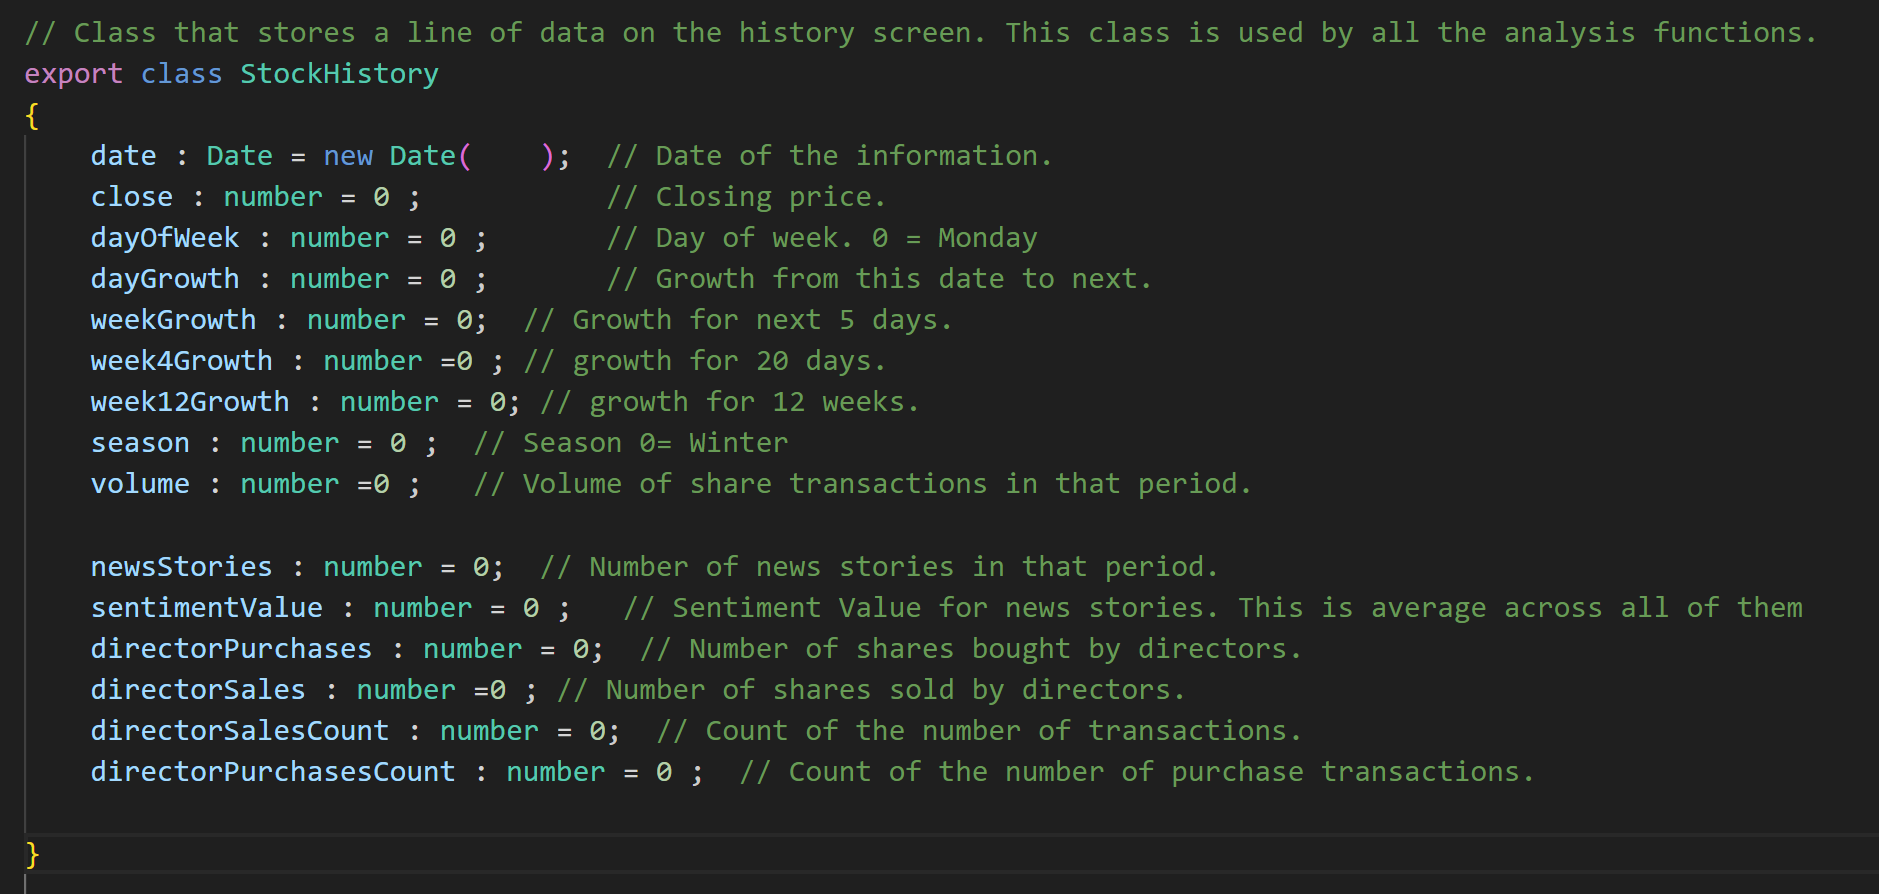 // Class that stores a line of data on the history screen. This class is used by all the analysis functions.
export class StockHistory
{
    date : Date = new Date(    );  // Date of the information.
    close : number = 0 ;           // Closing price.
    dayOfWeek : number = 0 ;       // Day of week. 0 = Monday
    dayGrowth : number = 0 ;       // Growth from this date to next.
    weekGrowth : number = 0;  // Growth for next 5 days.
    week4Growth : number =0 ; // growth for 20 days.
    week12Growth : number = 0; // growth for 12 weeks.
    season : number = 0 ;  // Season 0= Winter
    volume : number =0 ;   // Volume of share transactions in that period.

    newsStories : number = 0;  // Number of news stories in that period.
    sentimentValue : number = 0 ;   // Sentiment Value for news stories. This is average across all of them
    directorPurchases : number = 0;  // Number of shares bought by directors.
    directorSales : number =0 ; // Number of shares sold by directors.
    directorSalesCount : number = 0;  // Count of the number of transactions.
    directorPurchasesCount : number = 0 ;  // Count of the number of purchase transactions.

}